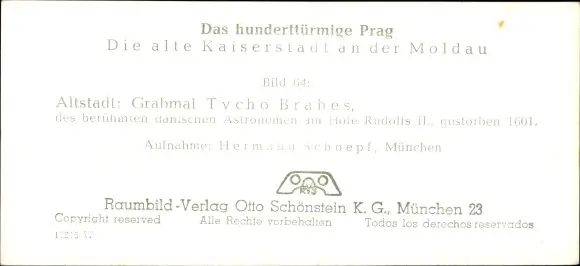 Das hunderttürmige Prag
Die alte Kaiserstadt an der Moldau
Bild 64:
Altstadt: Grabmal Tycho Brahes,
des berühmten dänischen Astronomen am Hofe Rudolfs II., gestorben 1601.
Aufnahme: Hermann Schoepf, München
RVS
Raumbild-Verlag Otto Schönstein K. G., München 23
Copyright reserved Alle Rechte vorbehalten Todos los derechos reservados